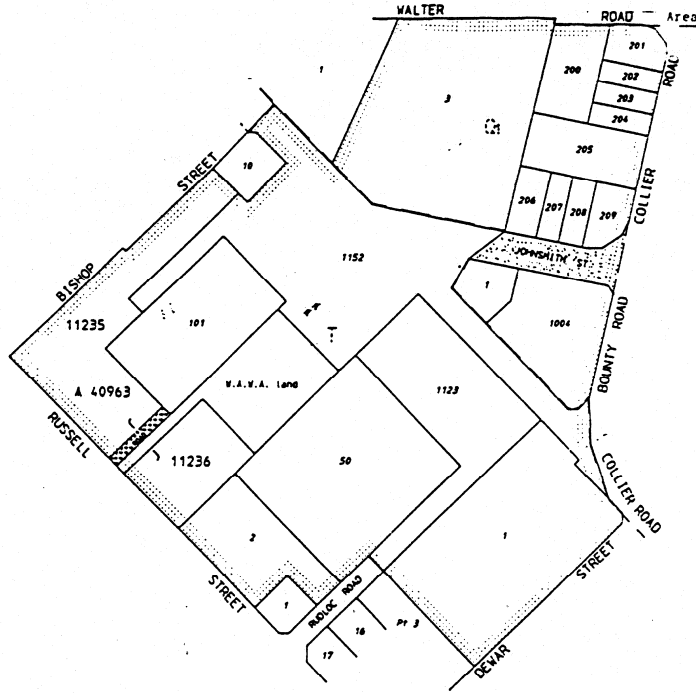 WALTER
ROAD
Area
201
1
200
202
ROAD
3
203
204
205
10
STREET
206
207
208
209
COLLIER
1152
JOHNSMITH ST
BISHOP
1
11235
101
1004
BOUNTY ROAD
W.A.W.A. land
1123
A 40963
RUSSELL
11236
50
COLLIER ROAD
2
1
STREET
STREET
1
RUDLOC ROAD
16
Pt 3
17
DEWAR